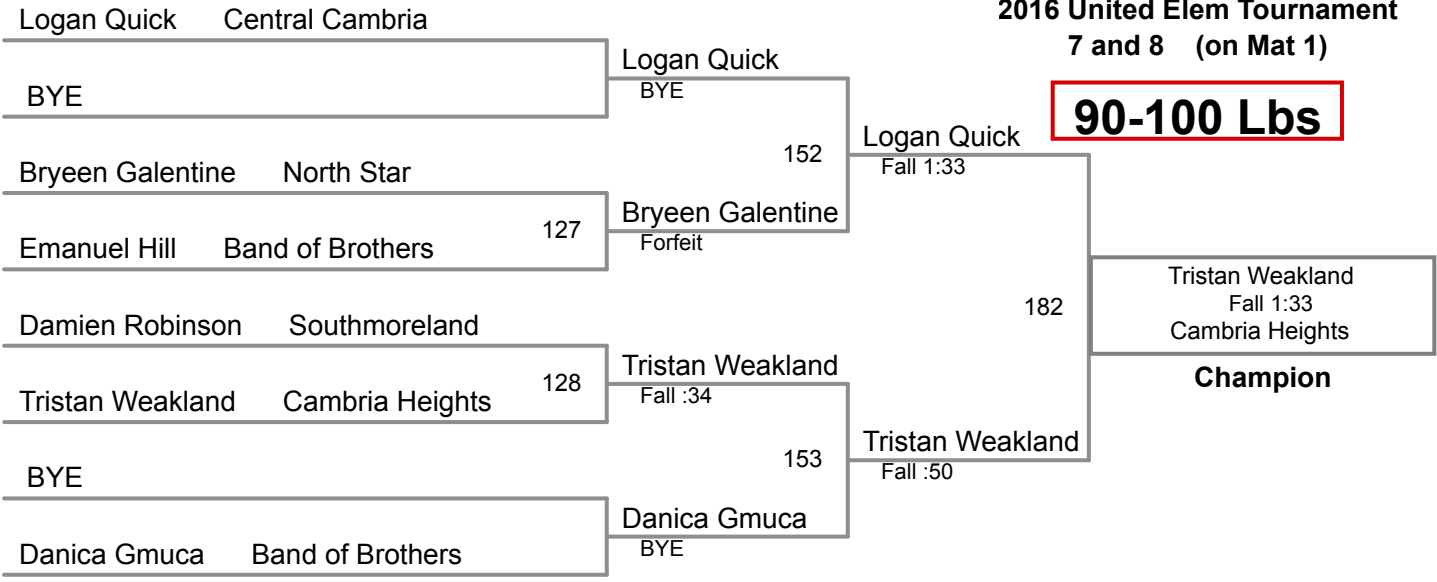 2016 United Elem Tournament
7 and 8 (on Mat 1)
90-100 Lbs
Logan Quick Central Cambria
BYE
Bryeen Galentine North Star
Emanuel Hill Band of Brothers
Damien Robinson Southmoreland
Tristan Weakland Cambria Heights
BYE
Danica Gmuca Band of Brothers
127
128
Logan Quick
BYE
Bryeen Galentine
Forfeit
Tristan Weakland
Fall :34
Danica Gmuca
BYE
152
153
Logan Quick
Fall 1:33
Tristan Weakland
Fall :50
182
Tristan Weakland
Fall 1:33
Cambria Heights
Champion